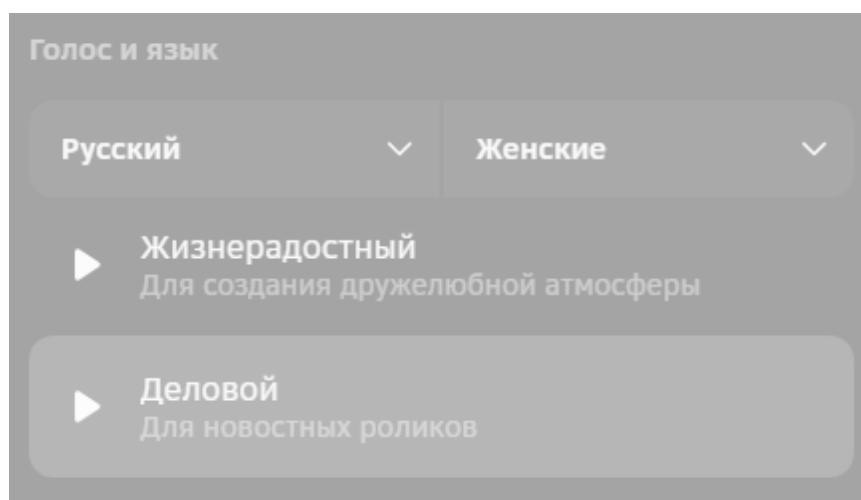 Голос и язык
Русский Женские
Жизнерадостный
Для создания дружелюбной атмосферы
Деловой
Для новостных роликов